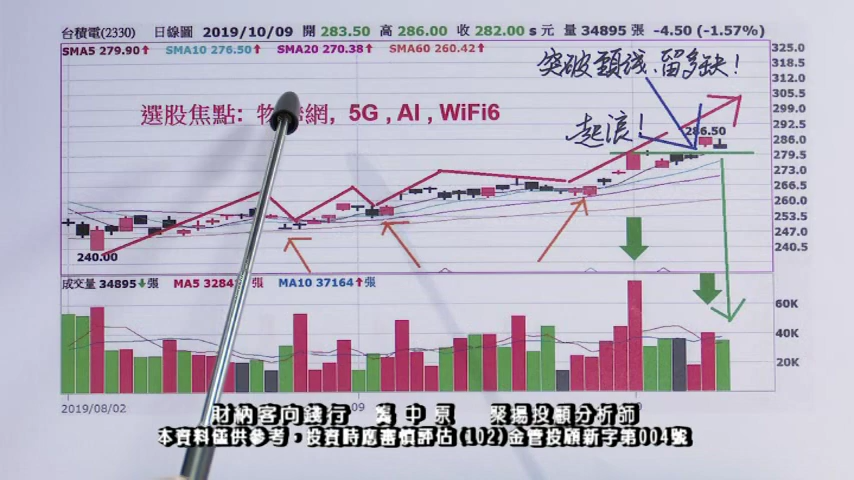 台積電(2330) 日線圖 2019/10/09 開 283.50 高 286.00 收 282.00 s 元 量 34895 張 -4.50 (-1.57%)
SMA5 279.90↑ SMA10 276.50↑ SMA20 270.38↑ SMA60 260.42↑
325.0
318.5
312.0
305.5
299.0
292.5
286.0
279.5
273.0
266.5
260.0
253.5
247.0
240.5
突破頸線、留多缺!
選股焦點: 物聯網, 5G , AI , WiFi6
起浪!
286.50
240.00
成交量 34895↓張 MA5 3284 張 MA10 37164↑張
60K
40K
20K
2019/08/02
09
財納客向錢行 吳中原 聚揚投顧分析師
本資料僅供參考,投資時應審慎評估(102)金管投顧新字第004號